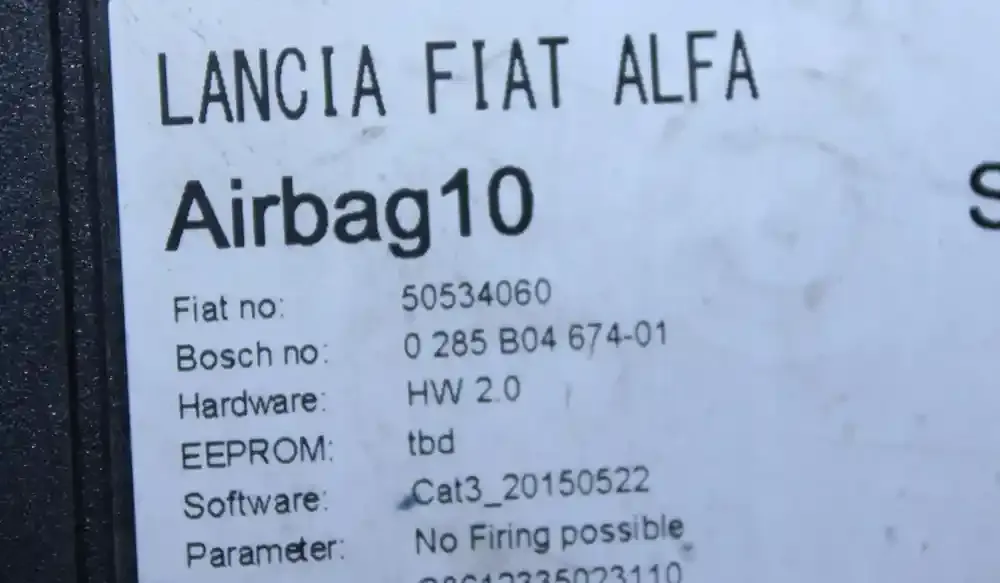 LANCIA FIAT ALFA
Airbag10
S
Fiat no: 50534060
Bosch no: 0 285 B04 674-01
Hardware: HW 2.0
EEPROM: tbd
Software: Cat3_20150522
Parameter: No Firing possible